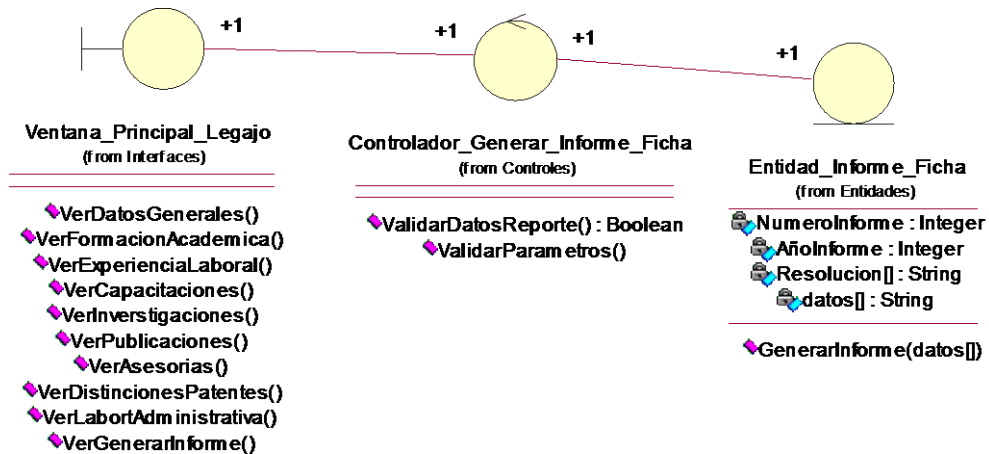 +1
+1
+1
+1
Ventana_Principal_Legajo
(from Interfaces)
VerDatosGenerales()
VerFormacionAcademica()
VerExperienciaLaboral()
VerCapacitaciones()
VerInverstigaciones()
VerPublicaciones()
VerAsesorias()
VerDistincionesPatentes()
VerLabortAdministrativa()
VerGenerarInforme()
Controlador_Generar_Informe_Ficha
(from Controles)
ValidarDatosReporte() : Boolean
ValidarParametros()
Entidad_Informe_Ficha
(from Entidades)
NumeroInforme : Integer
AñoInforme : Integer
Resolucion[] : String
datos[] : String
GenerarInforme(datos[])